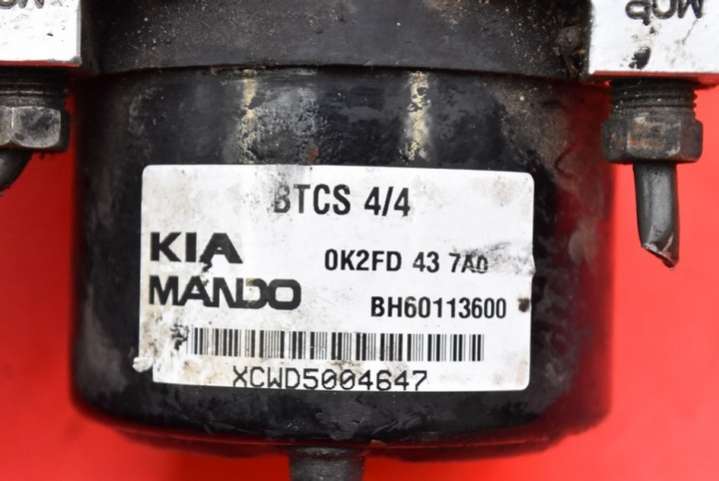 BTCS 4/4
KIA 0K2FD 43 7A0
MANDO BH60113600
XCWD5004647